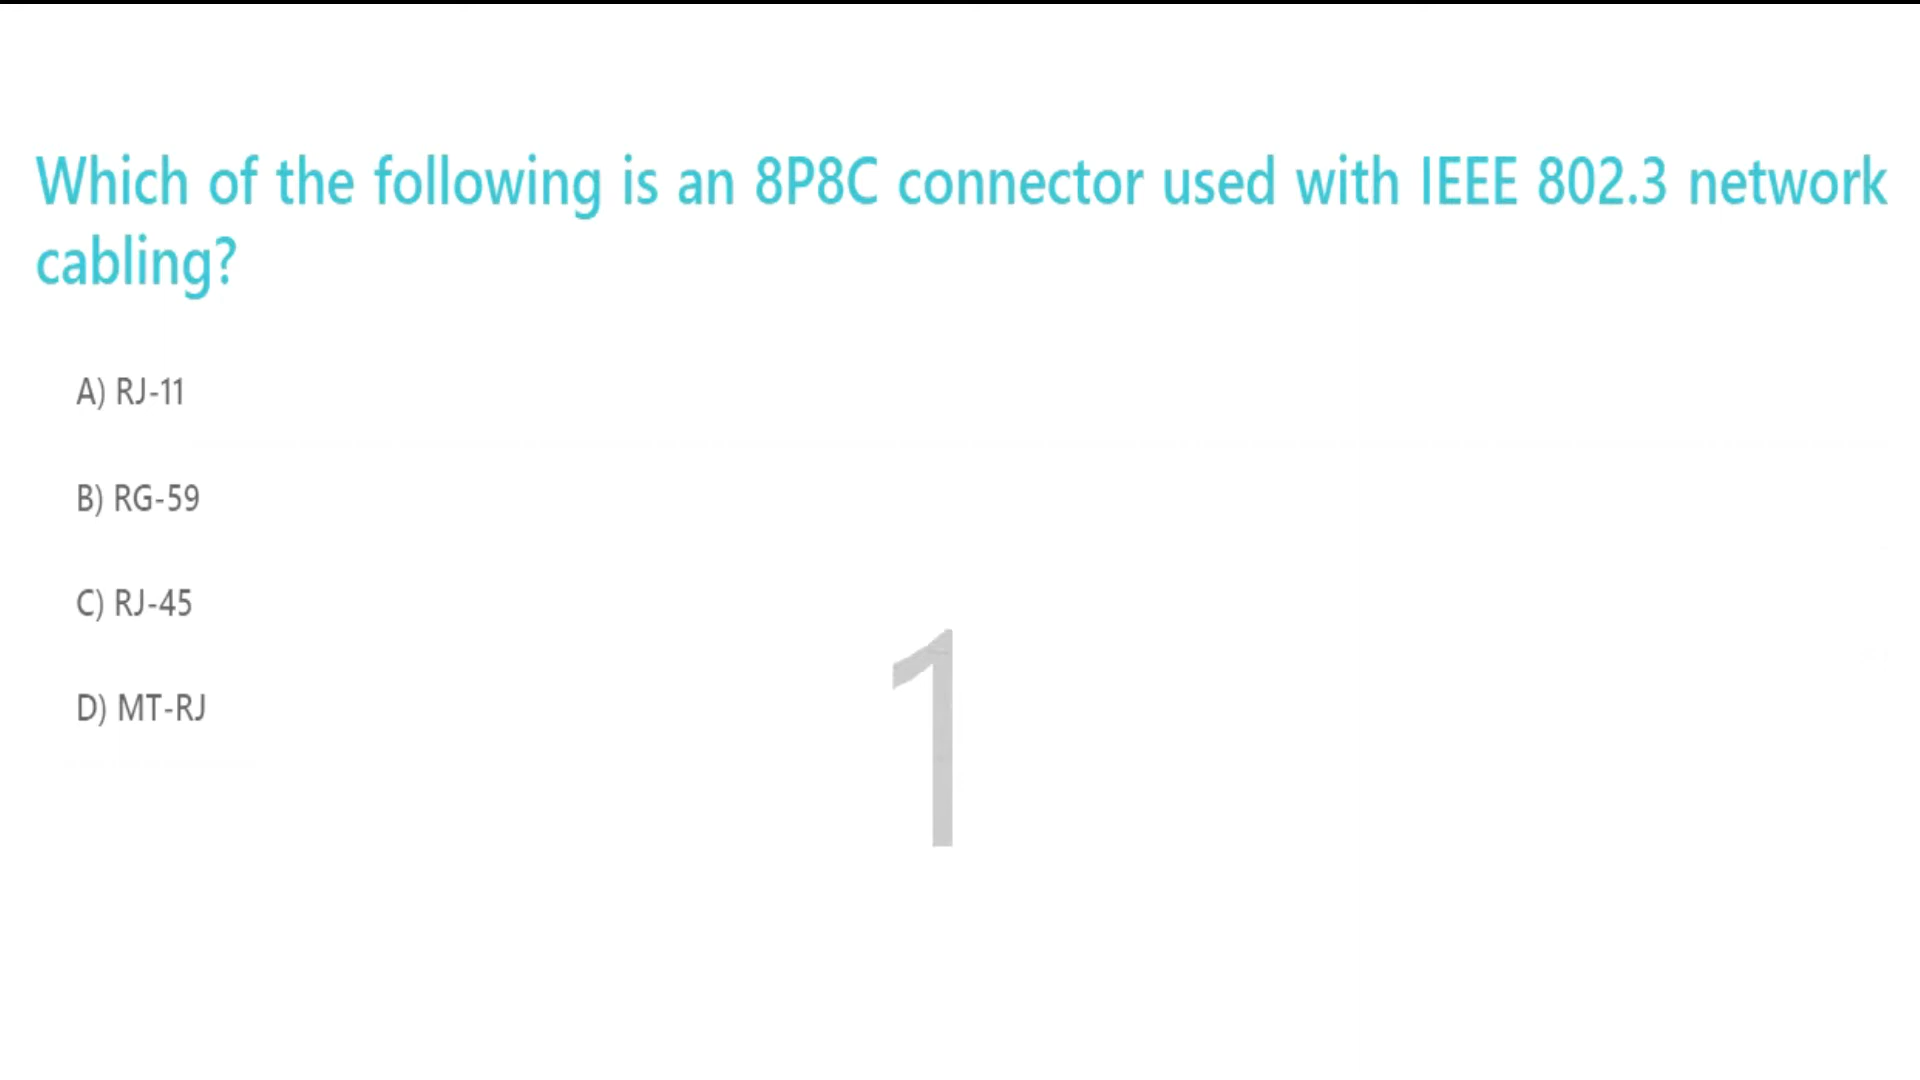 Which of the following is an 8P8C connector used with IEEE 802.3 network
cabling?
A) RJ-11
B) RG-59
C) RJ-45
D) MT-RJ
1